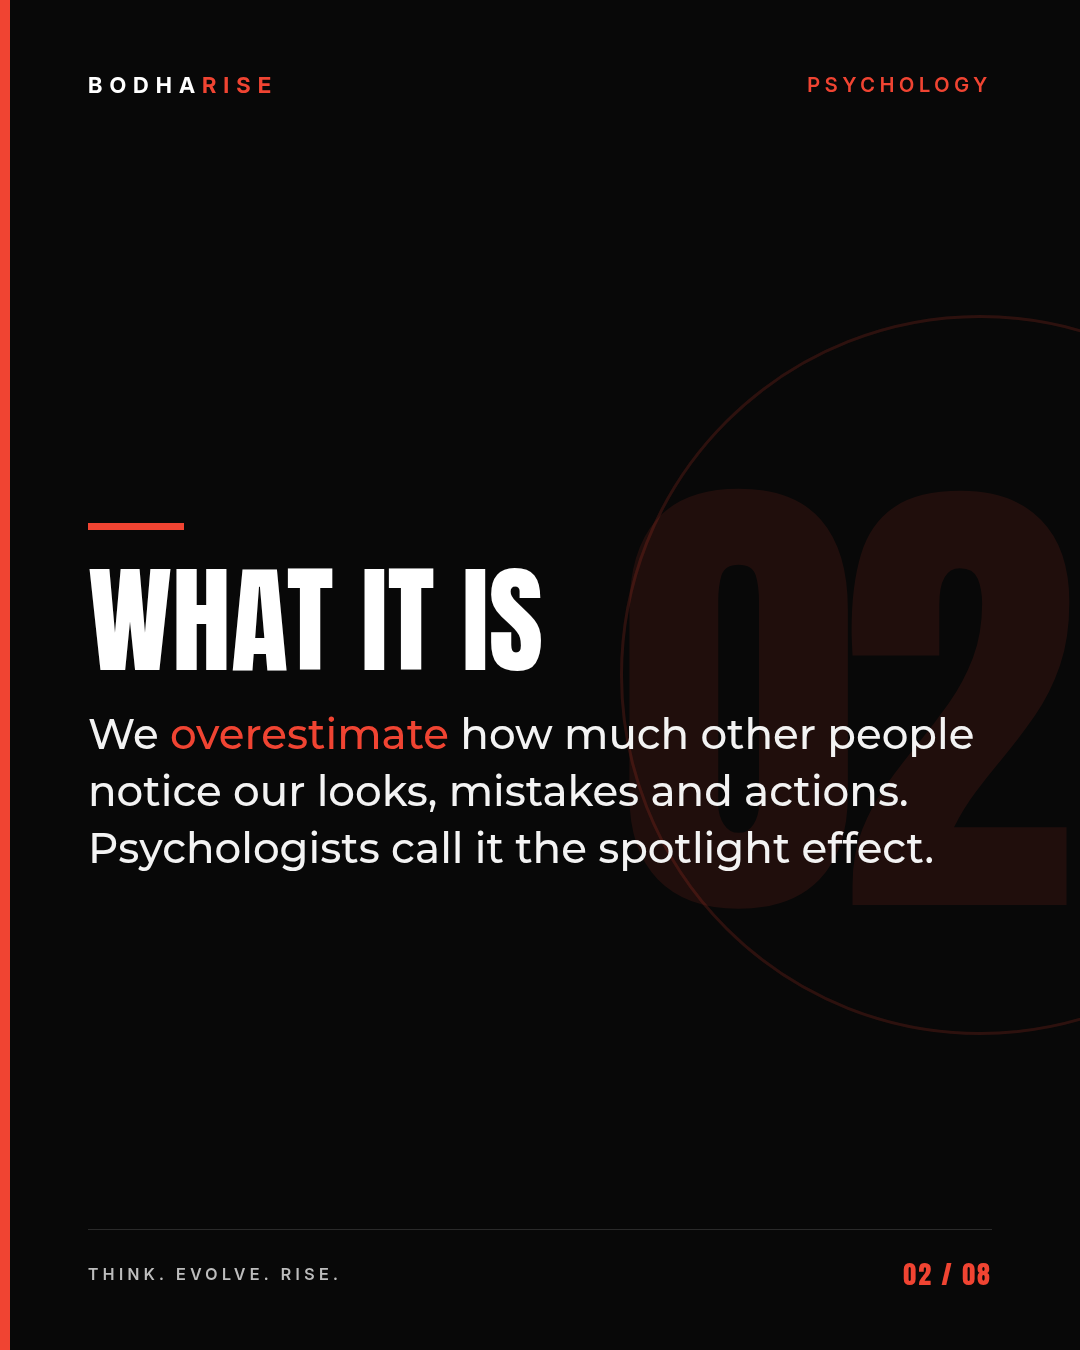 BODHARISE
PSYCHOLOGY
02
WHAT IT IS
We overestimate how much other people
notice our looks, mistakes and actions.
Psychologists call it the spotlight effect.
THINK. EVOLVE. RISE.
02 / 08